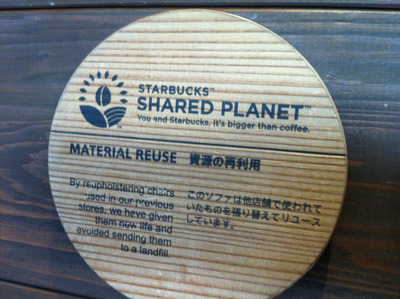 STARBUCKS™
SHARED PLANET™
You and Starbucks. It's bigger than coffee.
MATERIAL REUSE 資源の再利用
By reupholstering chairs
used in our previous
stores, we have given
them new life and
avoided sending them
to a landfill.
このソファは他店舗で使われて
いたものを張り替えてリユース
しています。